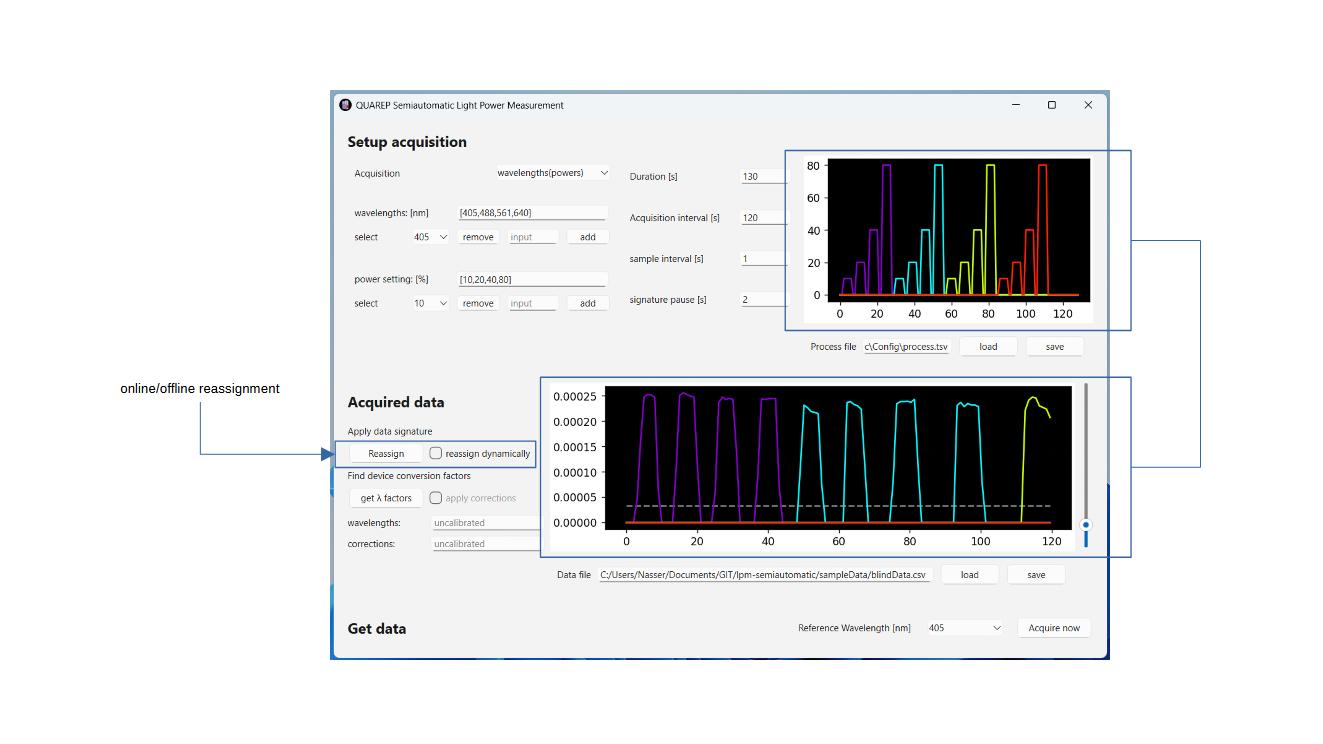 QUAREP Semiautomatic Light Power Measurement
Setup acquisition
Acquisition wavelengths(powers)
Duration [s] 130
wavelengths: [nm] [405,488,561,640]
Acquisition interval [s] 120
select 405 remove input add
sample interval [s] 1
power setting: [%] [10,20,40,80]
signature pause [s] 2
select 10 remove input add
80
60
40
20
0
0 20 40 60 80 100 120
Process file c\Config\process.tsv load save
online/offline reassignment
Acquired data
Apply data signature
Reassign reassign dynamically
Find device conversion factors
get λ factors apply corrections
wavelengths: uncalibrated
corrections: uncalibrated
0.00025
0.00020
0.00015
0.00010
0.00005
0.00000
0 20 40 60 80 100 120
Data file C:/Users/Nasser/Documents/GIT/lpm-semiautomatic/sampleData/blindData.csv load save
Get data
Reference Wavelength [nm] 405 Acquire now